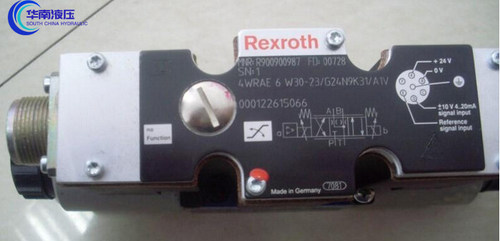 华南液压
SOUTH CHINA HYDRAULIC
Rexroth
MNR: R900900987 FD: 00728
SN: 1
4WRAE 6 W30-23/G24N9K31/A1V
000122615066
no
Function
A B
P T
+ 24 V
0 V
±10 V 4..20mA
signal input
Reference
signal input
Made in Germany
7081